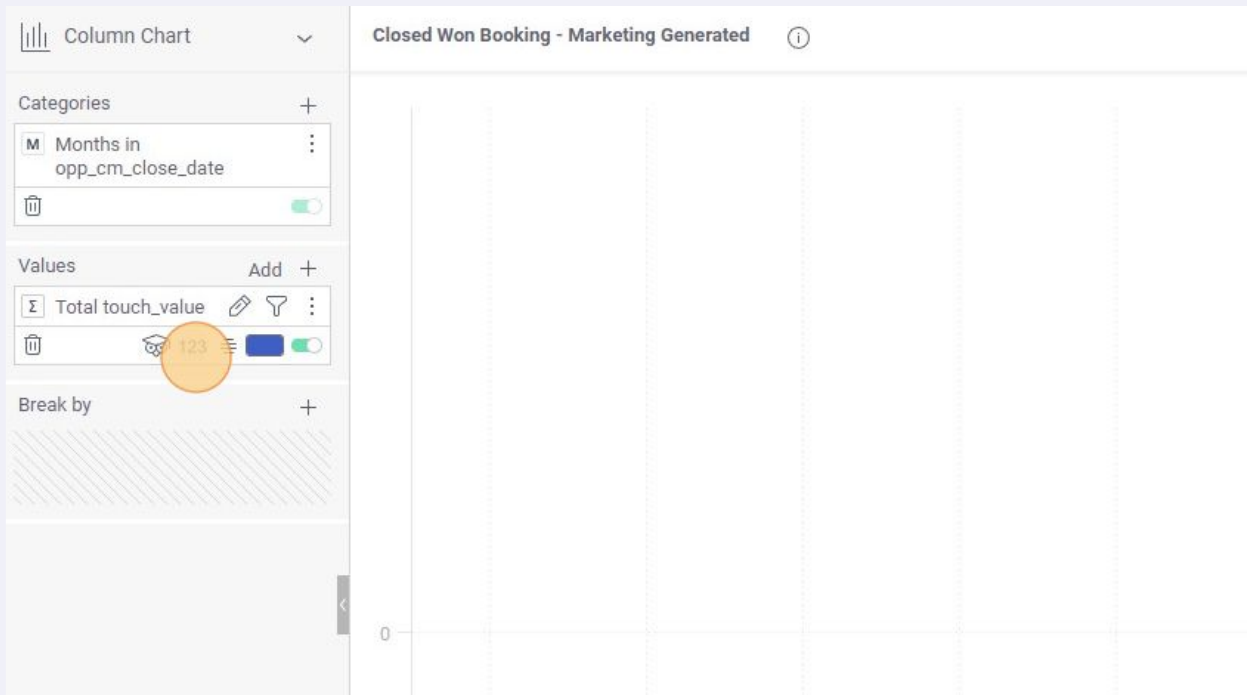 Column Chart
Closed Won Booking - Marketing Generated
Categories
M Months in
opp_cm_close_date
Values Add
Σ Total touch_value
123
Break by
0